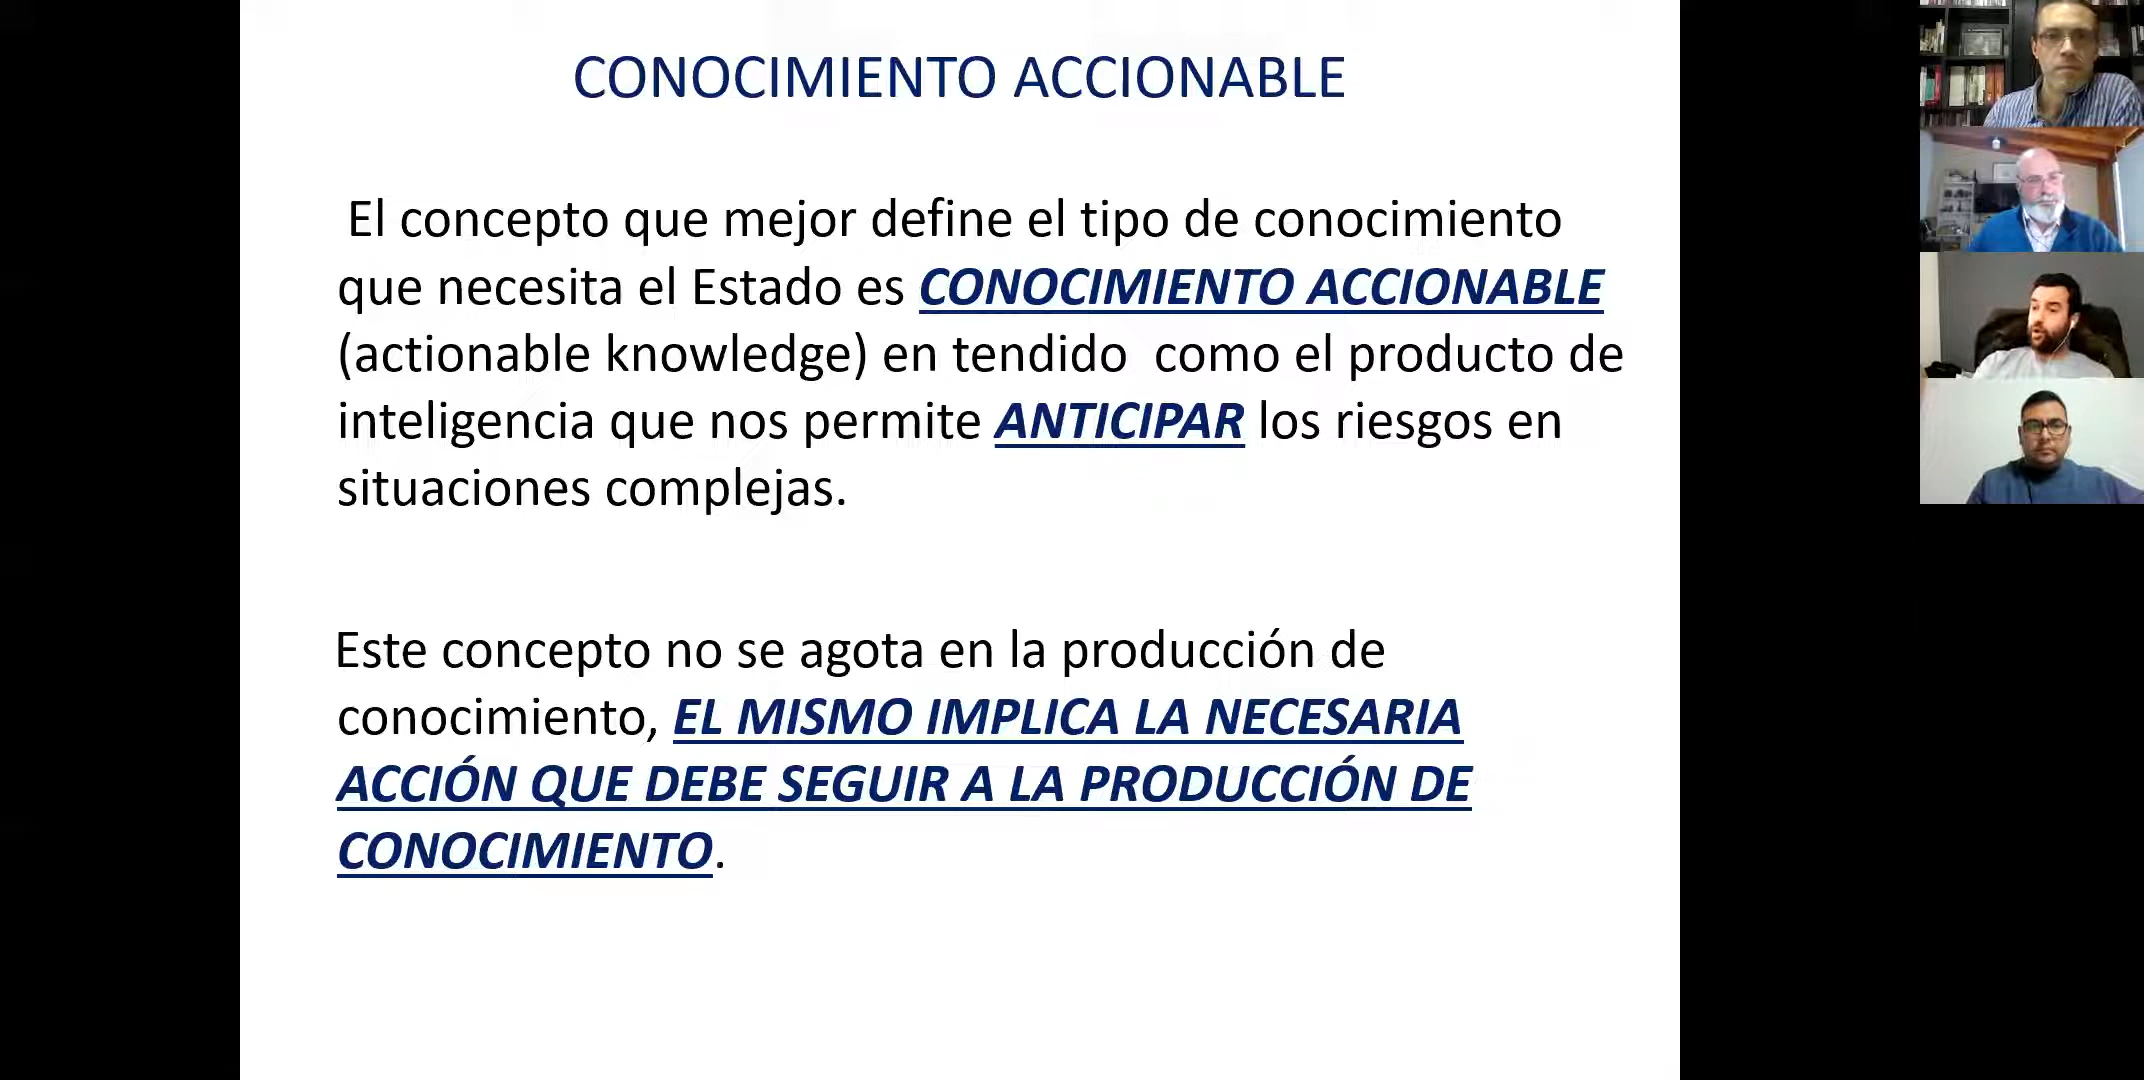 CONOCIMIENTO ACCIONABLE
El concepto que mejor define el tipo de conocimiento
que necesita el Estado es CONOCIMIENTO ACCIONABLE
(actionable knowledge) en tendido como el producto de
inteligencia que nos permite ANTICIPAR los riesgos en
situaciones complejas.
Este concepto no se agota en la producción de
conocimiento, EL MISMO IMPLICA LA NECESARIA
ACCIÓN QUE DEBE SEGUIR A LA PRODUCCIÓN DE
CONOCIMIENTO.